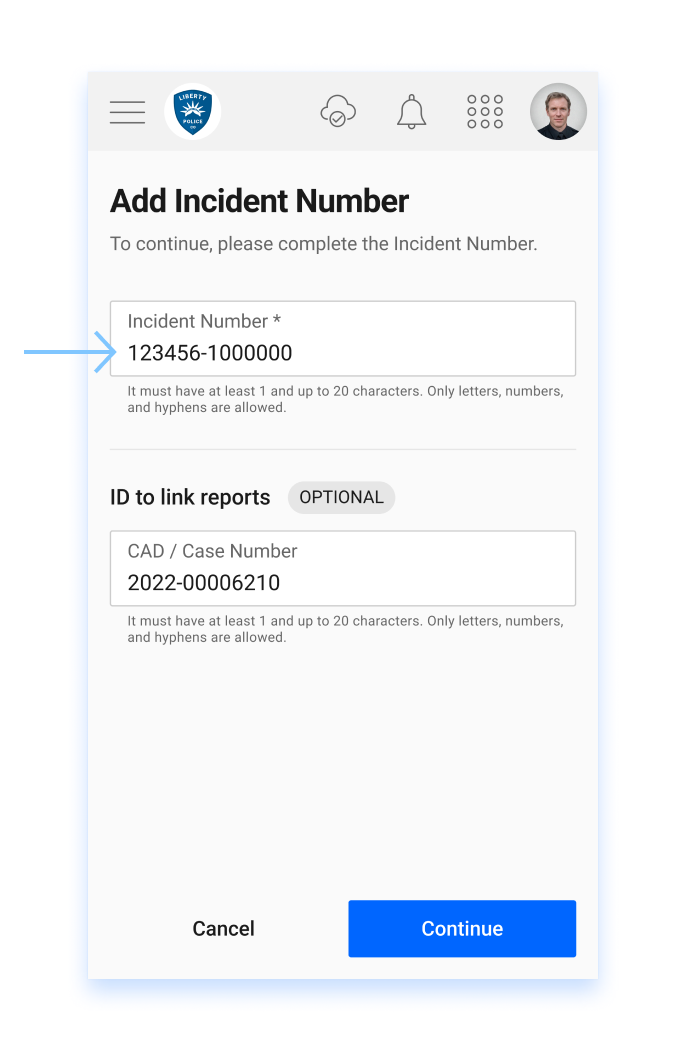 LIBERTY
POLICE
CO
Add Incident Number
To continue, please complete the Incident Number.
Incident Number *
123456-1000000
It must have at least 1 and up to 20 characters. Only letters, numbers,
and hyphens are allowed.
ID to link reports OPTIONAL
CAD / Case Number
2022-00006210
It must have at least 1 and up to 20 characters. Only letters, numbers,
and hyphens are allowed.
Cancel Continue